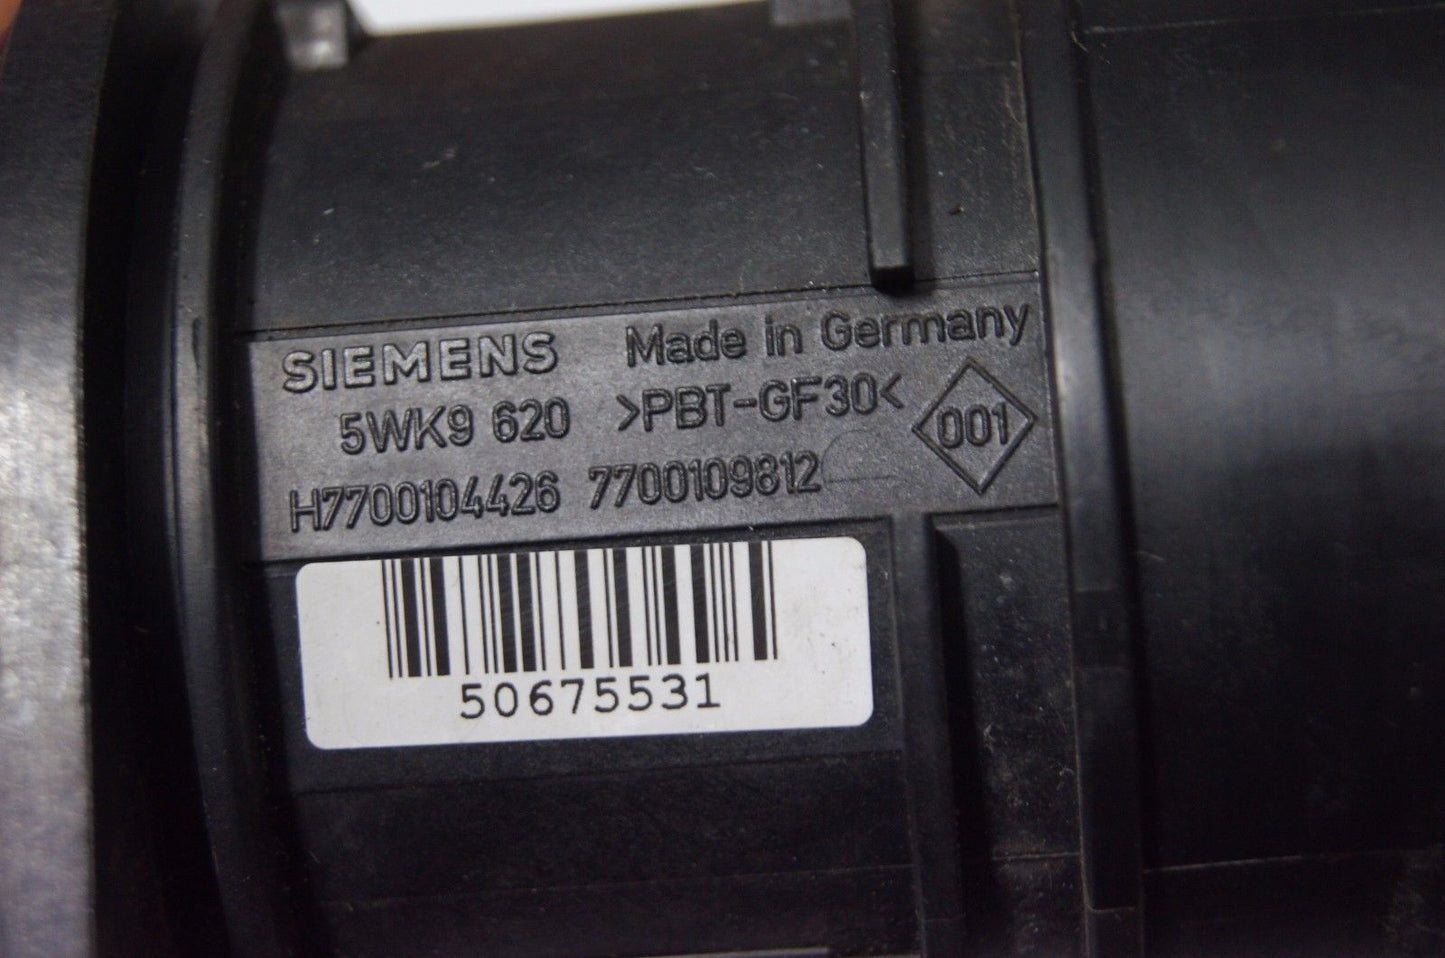 SIEMENS Made in Germany
5WK9 620 >PBT-GF30< 001
H7700104426 7700109812
50675531